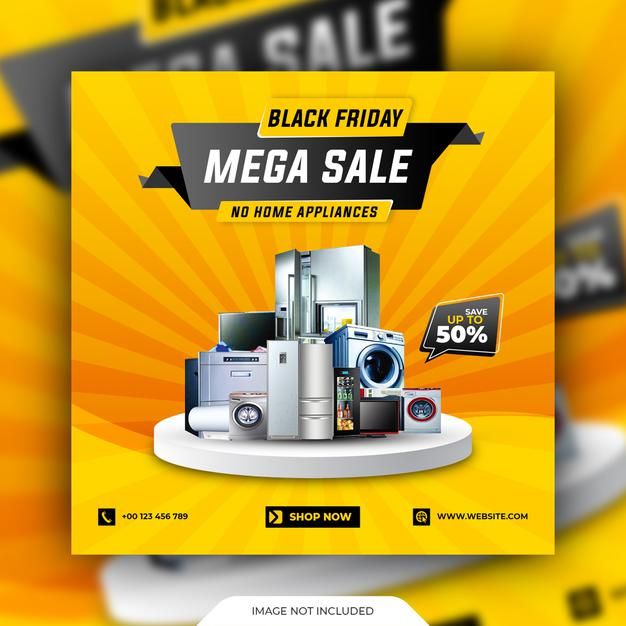 BLACK FRIDAY
MEGA SALE
NO HOME APPLIANCES
SAVE
UP TO
50%
+00 123 456 789
SHOP NOW
WWW.WEBSITE.COM
IMAGE NOT INCLUDED